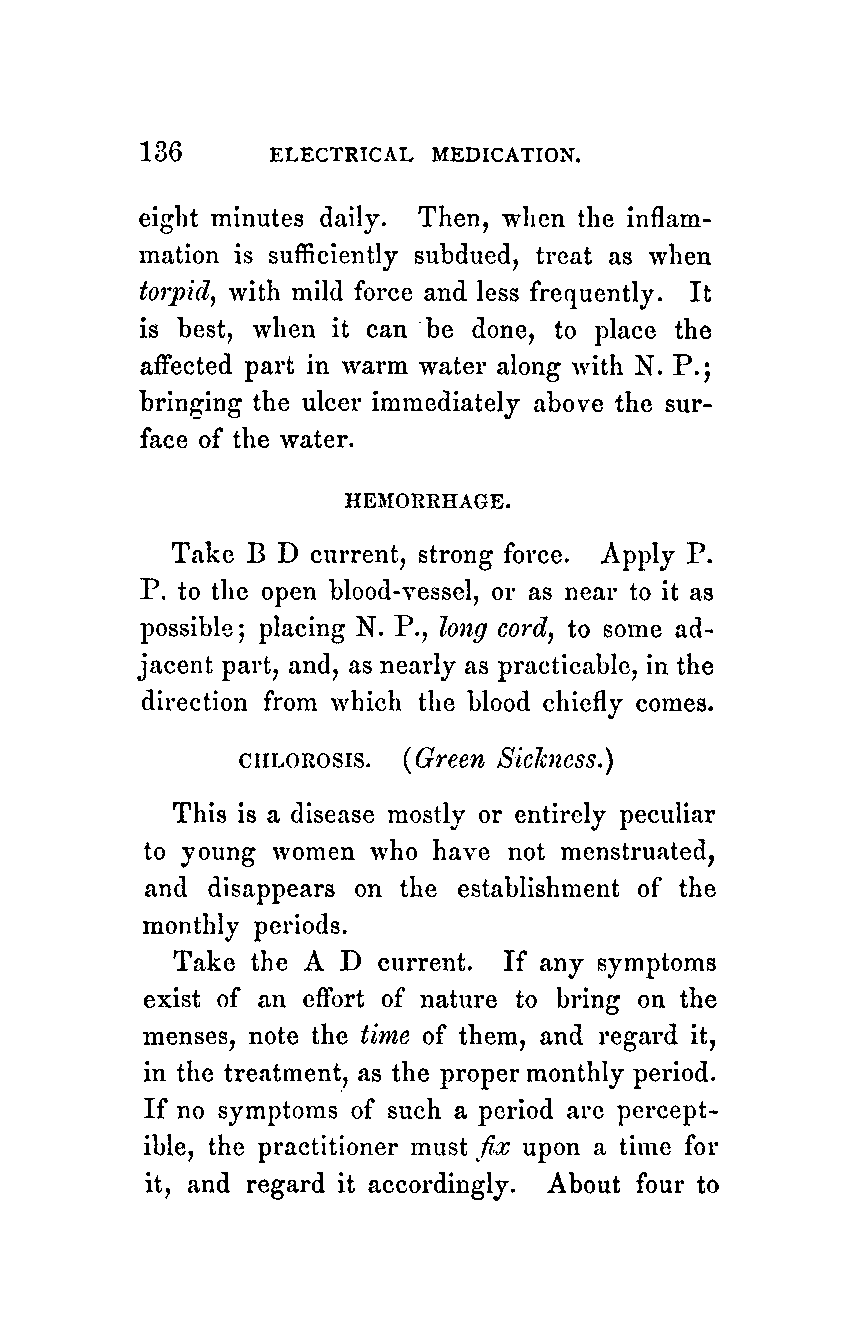 136 ELECTRICAL MEDICATION.
eight minutes daily. Then, when the inflam-
mation is sufficiently subdued, treat as when
torpid, with mild force and less frequently. It
is best, when it can be done, to place the
affected part in warm water along with N. P.;
bringing the ulcer immediately above the sur-
face of the water.
HEMORRHAGE.
Take B D current, strong force. Apply P.
P. to the open blood-vessel, or as near to it as
possible; placing N. P., long cord, to some ad-
jacent part, and, as nearly as practicable, in the
direction from which the blood chiefly comes.
CHLOROSIS. (Green Sickness.)
This is a disease mostly or entirely peculiar
to young women who have not menstruated,
and disappears on the establishment of the
monthly periods.
Take the A D current. If any symptoms
exist of an effort of nature to bring on the
menses, note the time of them, and regard it,
in the treatment, as the proper monthly period.
If no symptoms of such a period are percept-
ible, the practitioner must fix upon a time for
it, and regard it accordingly. About four to